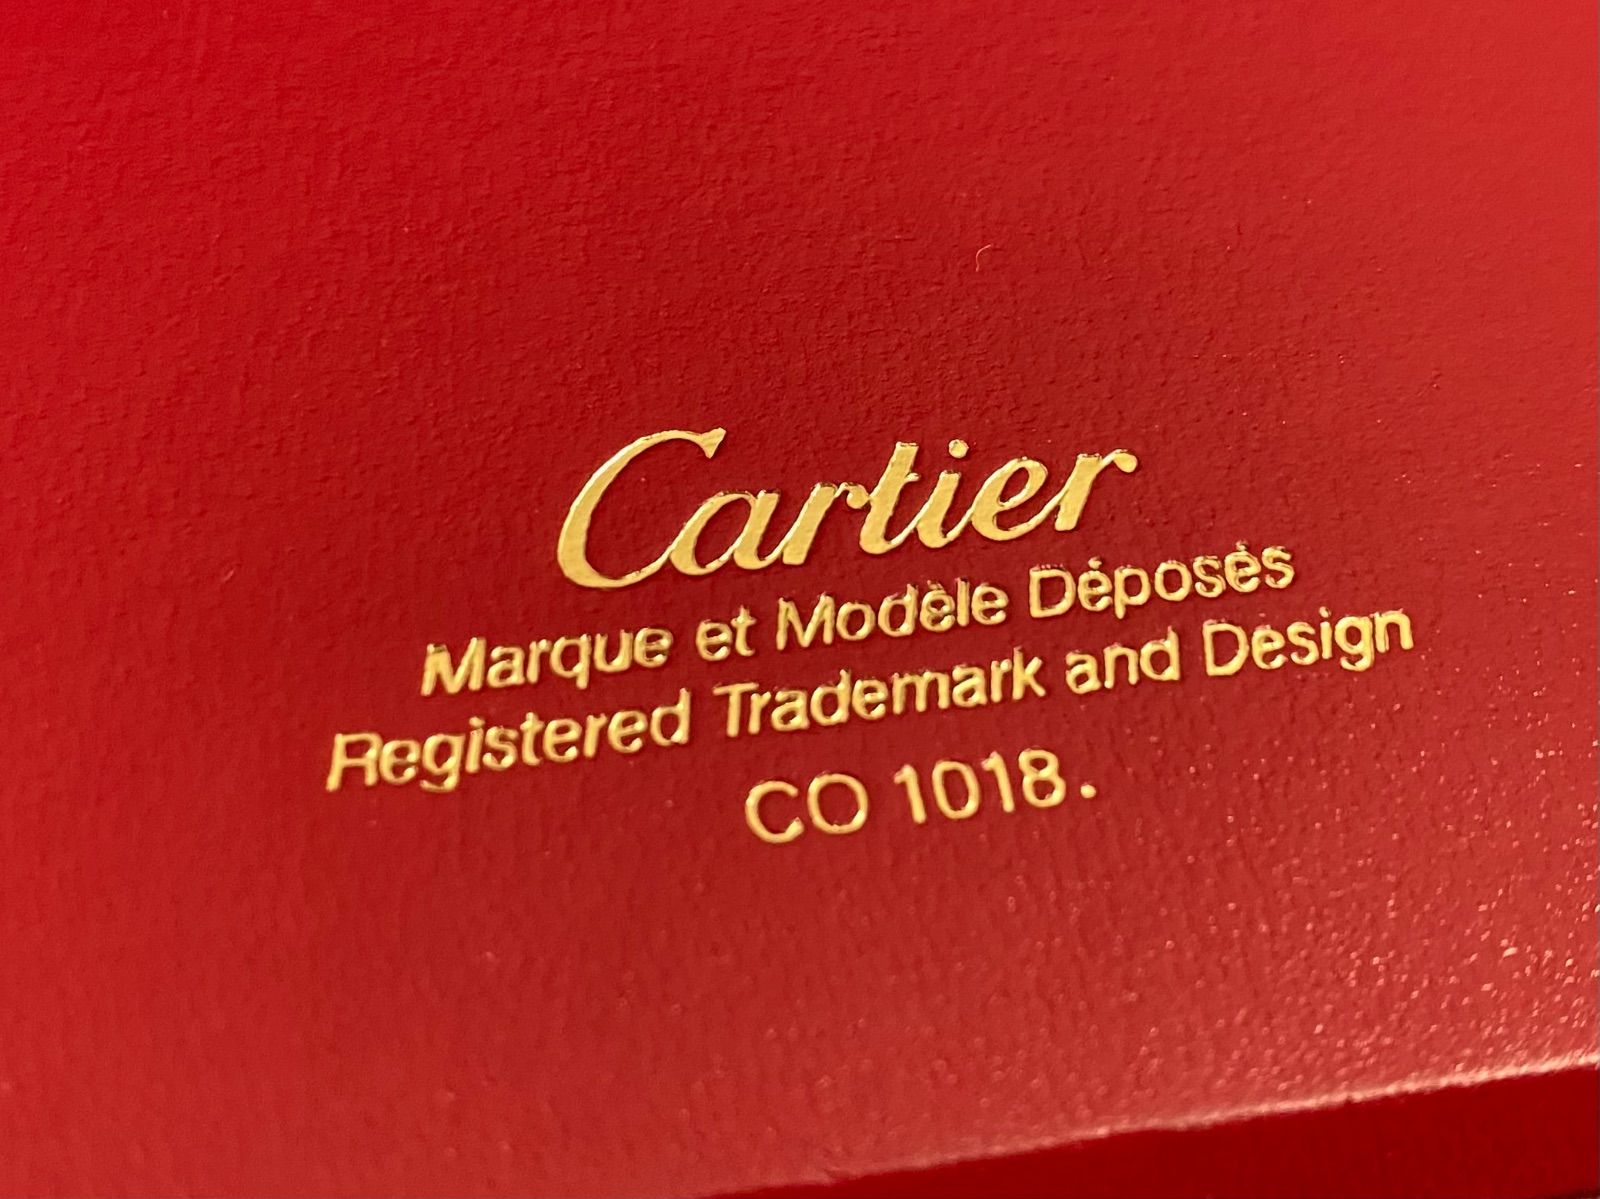 Cartier
Marque et Modèle Déposés
Registered Trademark and Design
CO 1018.